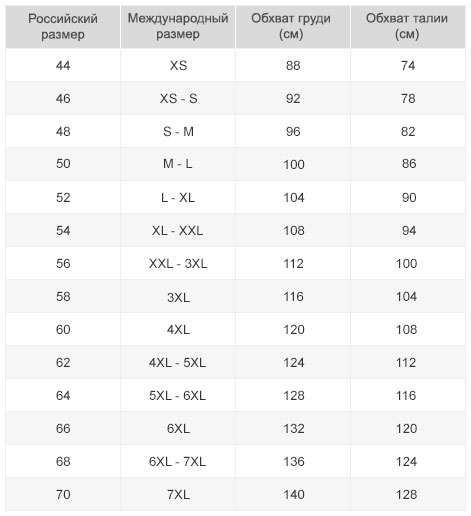 Российский размер Международный размер Обхват груди (см) Обхват талии (см)
44 XS 88 74
46 XS - S 92 78
48 S - M 96 82
50 M - L 100 86
52 L - XL 104 90
54 XL - XXL 108 94
56 XXL - 3XL 112 100
58 3XL 116 104
60 4XL 120 108
62 4XL - 5XL 124 112
64 5XL - 6XL 128 116
66 6XL 132 120
68 6XL - 7XL 136 124
70 7XL 140 128